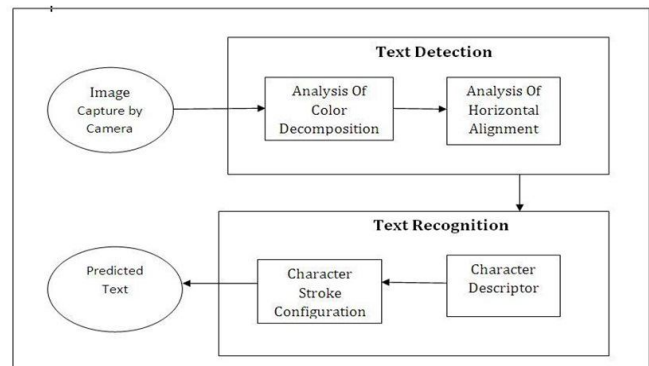 Text Detection
Image
Capture by
Camera
Analysis Of
Color
Decomposition
Analysis Of
Horizontal
Alignment
Text Recognition
Predicted
Text
Character
Stroke
Configuration
Character
Descriptor